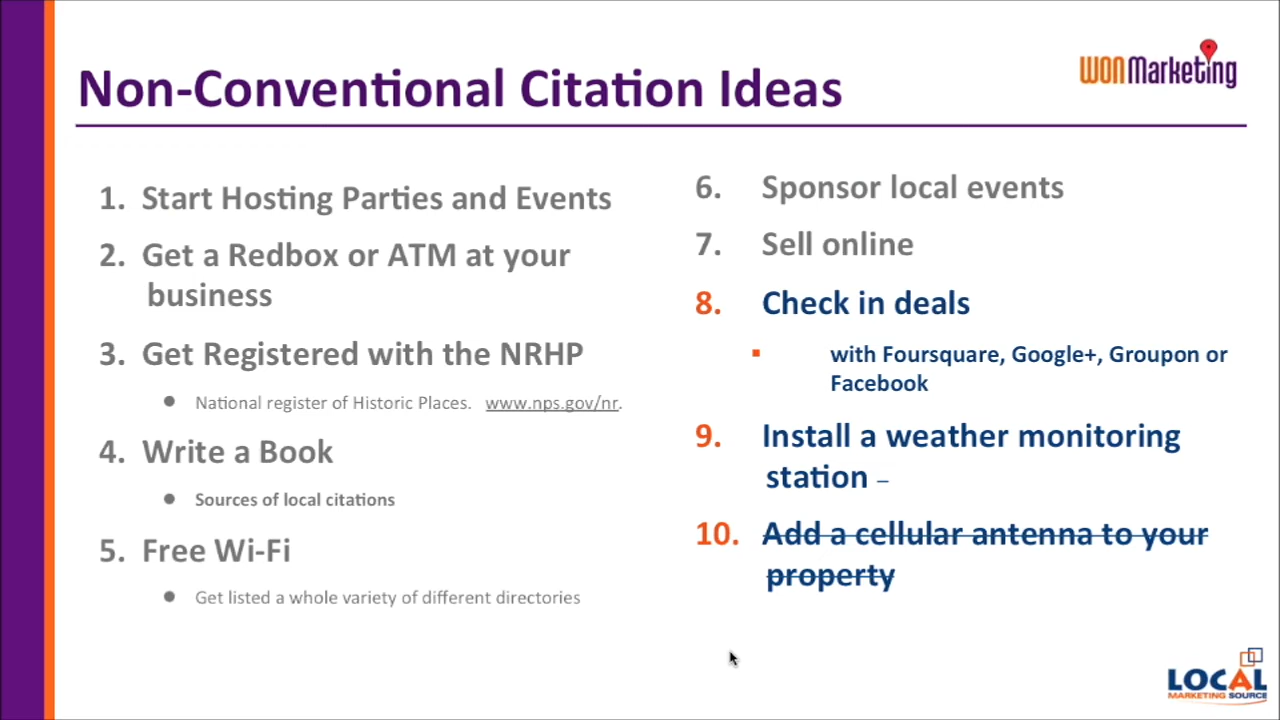 WON Marketing
Non-Conventional Citation Ideas
1. Start Hosting Parties and Events
2. Get a Redbox or ATM at your
business
3. Get Registered with the NRHP
● National register of Historic Places. www.nps.gov/nr.
4. Write a Book
● Sources of local citations
5. Free Wi-Fi
● Get listed a whole variety of different directories
6. Sponsor local events
7. Sell online
8. Check in deals
▪ with Foursquare, Google+, Groupon or
Facebook
9. Install a weather monitoring
station –
10. Add a cellular antenna to your
property
LOCAL
MARKETING SOURCE